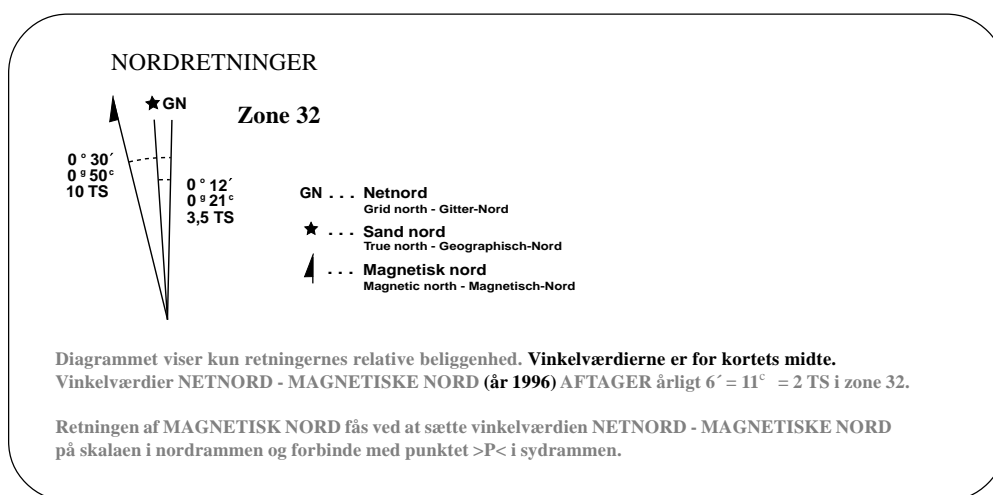 NORDRETNINGER
GN
Zone 32
0 ° 30´
0 ᵍ 50ᶜ
10 TS
0 ° 12´
0 ᵍ 21ᶜ
3,5 TS
GN . . . Netnord
Grid north - Gitter-Nord
★ . . . Sand nord
True north - Geographisch-Nord
. . . Magnetisk nord
Magnetic north - Magnetisch-Nord
Diagrammet viser kun retningernes relative beliggenhed. Vinkelværdierne er for kortets midte.
Vinkelværdier NETNORD - MAGNETISKE NORD (år 1996) AFTAGER årligt 6´ = 11ᶜ = 2 TS i zone 32.
Retningen af MAGNETISK NORD fås ved at sætte vinkelværdien NETNORD - MAGNETISKE NORD
på skalaen i nordrammen og forbinde med punktet >P< i sydrammen.